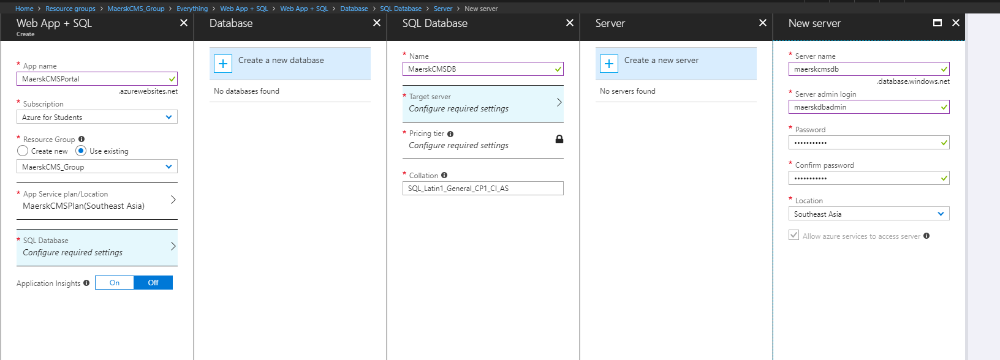 Home > Resource groups > MaerskCMS_Group > Everything > Web App + SQL > Web App + SQL > Database > SQL Database > Server > New server
Web App + SQL
Create
* App name
MaerskCMSPortal
.azurewebsites.net
* Subscription
Azure for Students
* Resource Group
Create new Use existing
MaerskCMS_Group
* App Service plan/Location
MaerskCMSPlan(Southeast Asia)
* SQL Database
Configure required settings
Application Insights On Off
Database
Create a new database
No databases found
SQL Database
* Name
MaerskCMSDB
* Target server
Configure required settings
* Pricing tier
Configure required settings
* Collation
SQL_Latin1_General_CP1_CI_AS
Server
Create a new server
No servers found
New server
* Server name
maerskcmsdb
.database.windows.net
* Server admin login
maerskdbadmin
* Password
•••••••••••
* Confirm password
•••••••••••
* Location
Southeast Asia
Allow azure services to access server